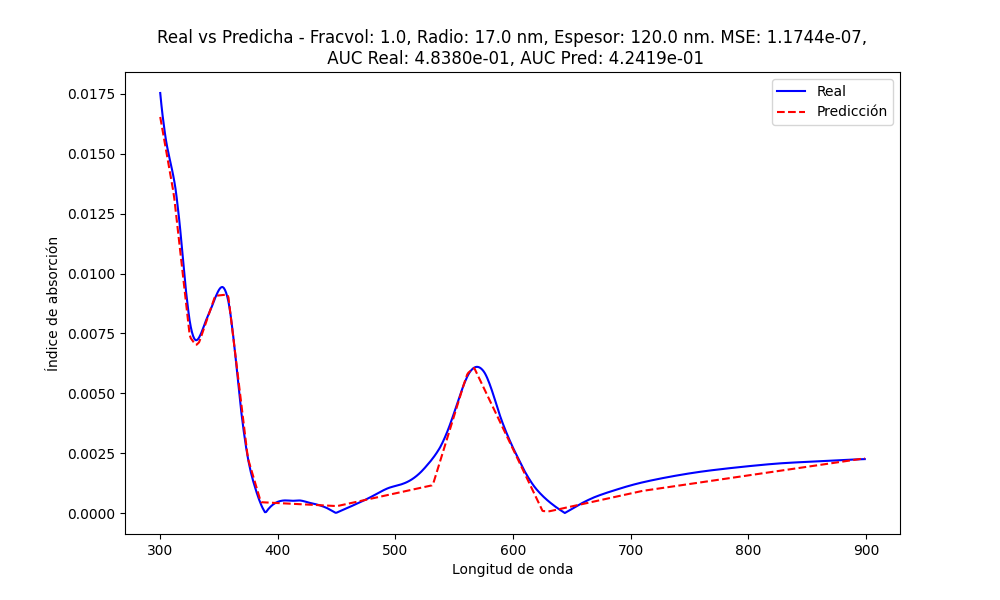 Real vs Predicha - Fracvol: 1.0, Radio: 17.0 nm, Espesor: 120.0 nm. MSE: 1.1744e-07,
AUC Real: 4.8380e-01, AUC Pred: 4.2419e-01
Real
Predicción
Índice de absorción
0.0175
0.0150
0.0125
0.0100
0.0075
0.0050
0.0025
0.0000
300 400 500 600 700 800 900
Longitud de onda